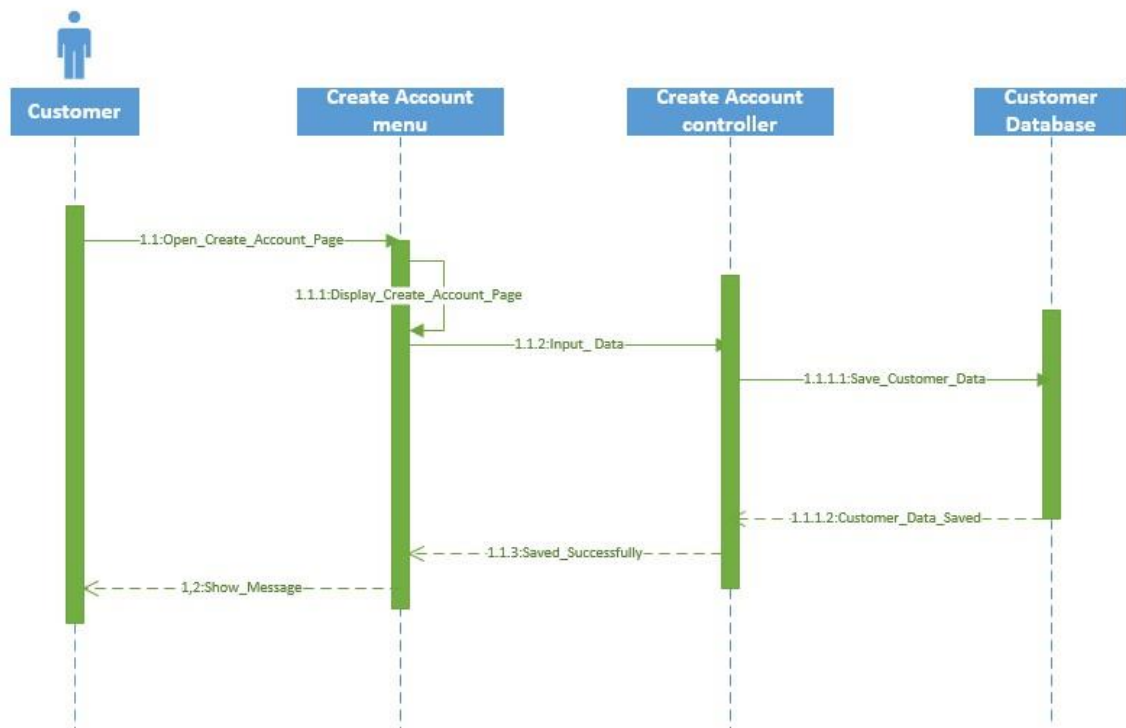 Customer
Create Account
menu
Create Account
controller
Customer
Database
1.1:Open_Create_Account_Page
1.1.1:Display_Create_Account_Page
1.1.2:Input_ Data
1.1.1.1:Save_Customer_Data
1.1.1.2:Customer_Data_Saved
1.1.3:Saved_Successfully
1,2:Show_Message